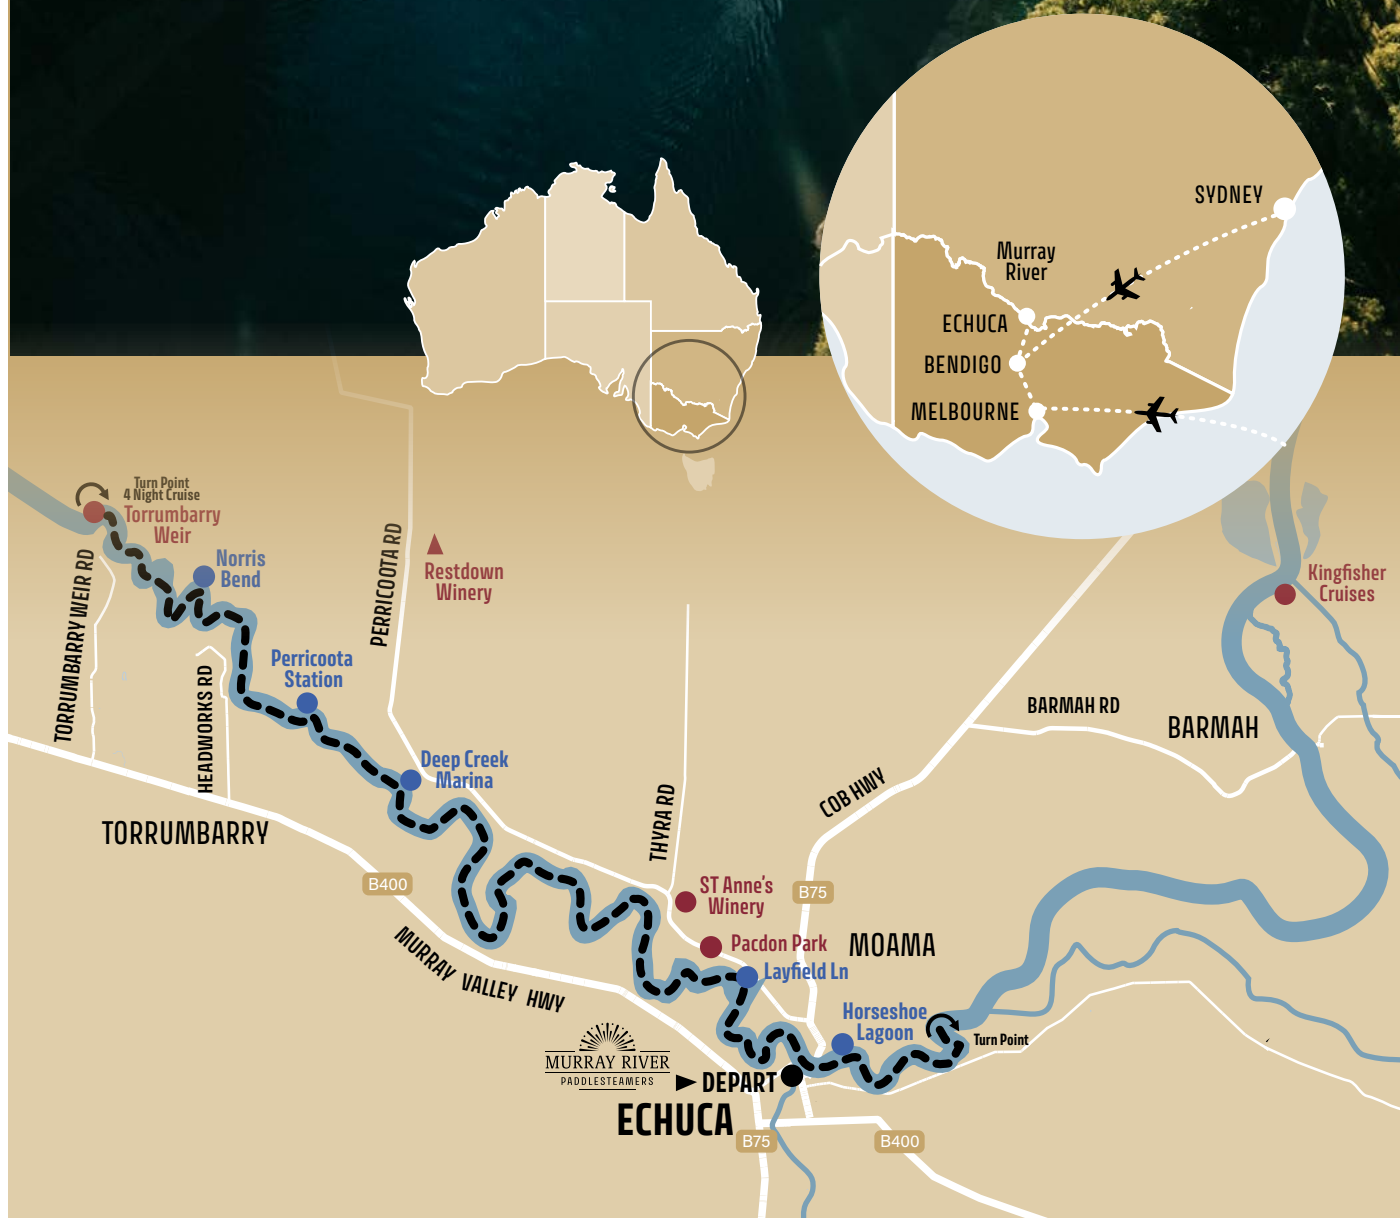 SYDNEY
Murray
River
ECHUCA
BENDIGO
MELBOURNE
Turn Point
4 Night Cruise
Torrumbarry
Weir
Norris
Bend
TORRUMBARRY WEIR RD
PERRICOOTA RD
Restdown
Winery
Kingfisher
Cruises
Perricoota
Station
HEADWORKS RD
BARMAH RD
BARMAH
Deep Creek
Marina
COB HWY
THYRA RD
TORRUMBARRY
B400
ST Anne's
Winery
B75
Pacdon Park
MOAMA
Layfield Ln
MURRAY VALLEY HWY
Horseshoe
Lagoon
Turn Point
MURRAY RIVER
PADDLESTEAMERS
DEPART
ECHUCA
B75
B400